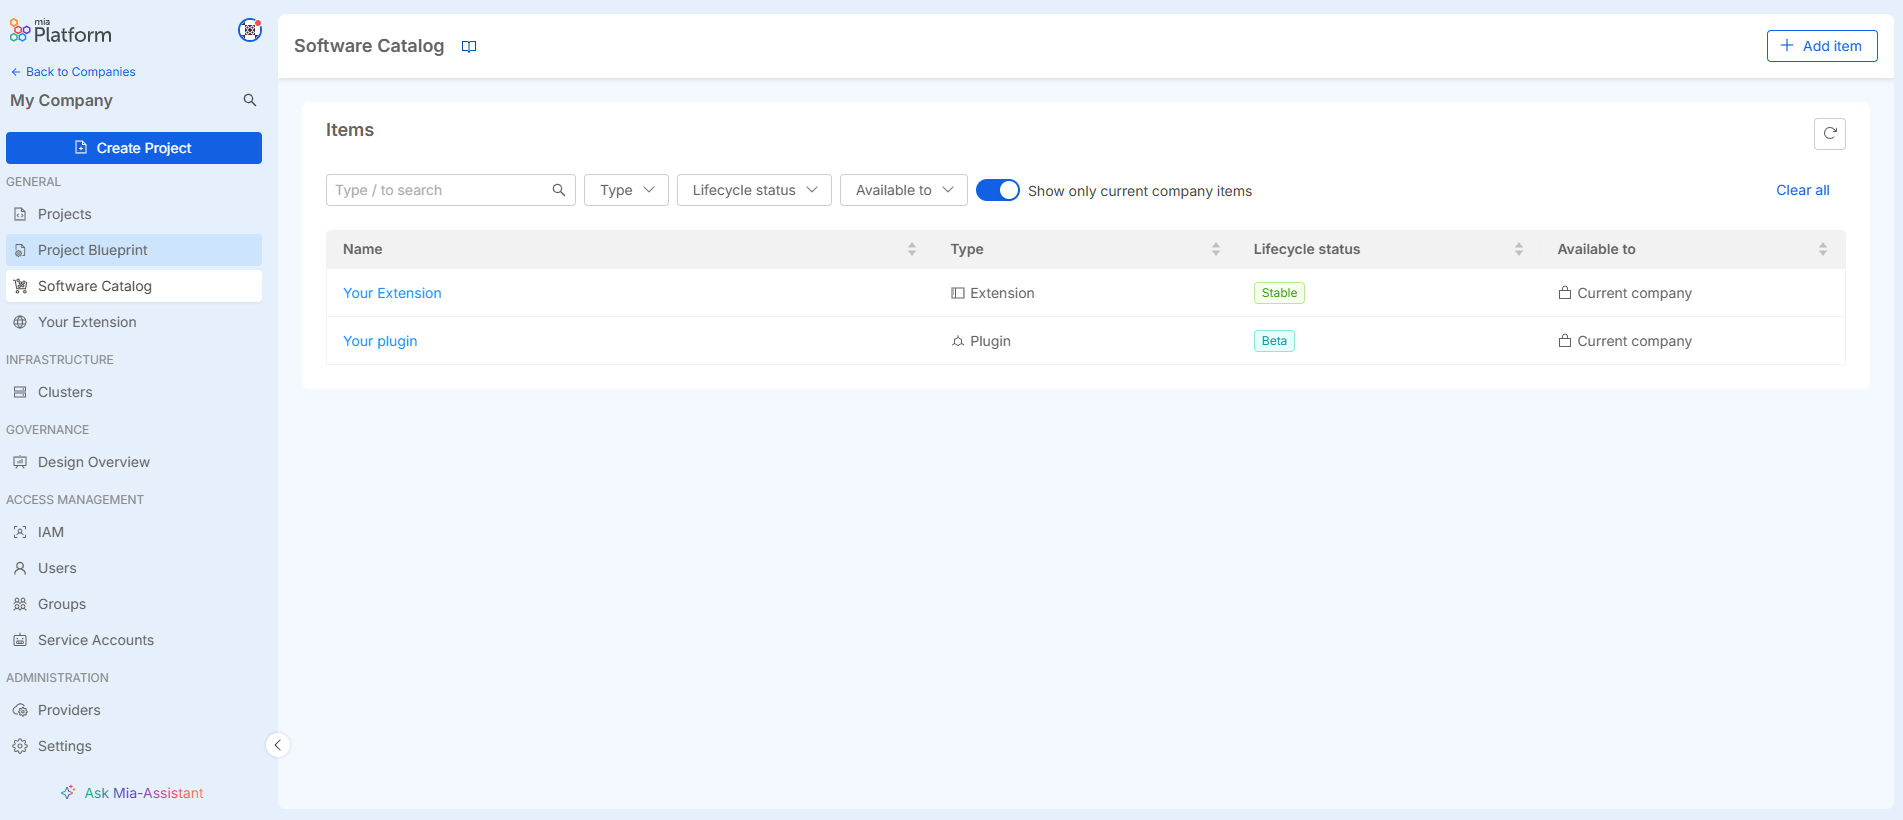 mia
Platform
Back to Companies
My Company
Create Project
GENERAL
Projects
Project Blueprint
Software Catalog
Your Extension
INFRASTRUCTURE
Clusters
GOVERNANCE
Design Overview
ACCESS MANAGEMENT
IAM
Users
Groups
Service Accounts
ADMINISTRATION
Providers
Settings
Ask Mia-Assistant
Software Catalog
Add item
Items
Type / to search
Type
Lifecycle status
Available to
Show only current company items
Clear all
Name Type Lifecycle status Available to
Your Extension Extension Stable Current company
Your plugin Plugin Beta Current company